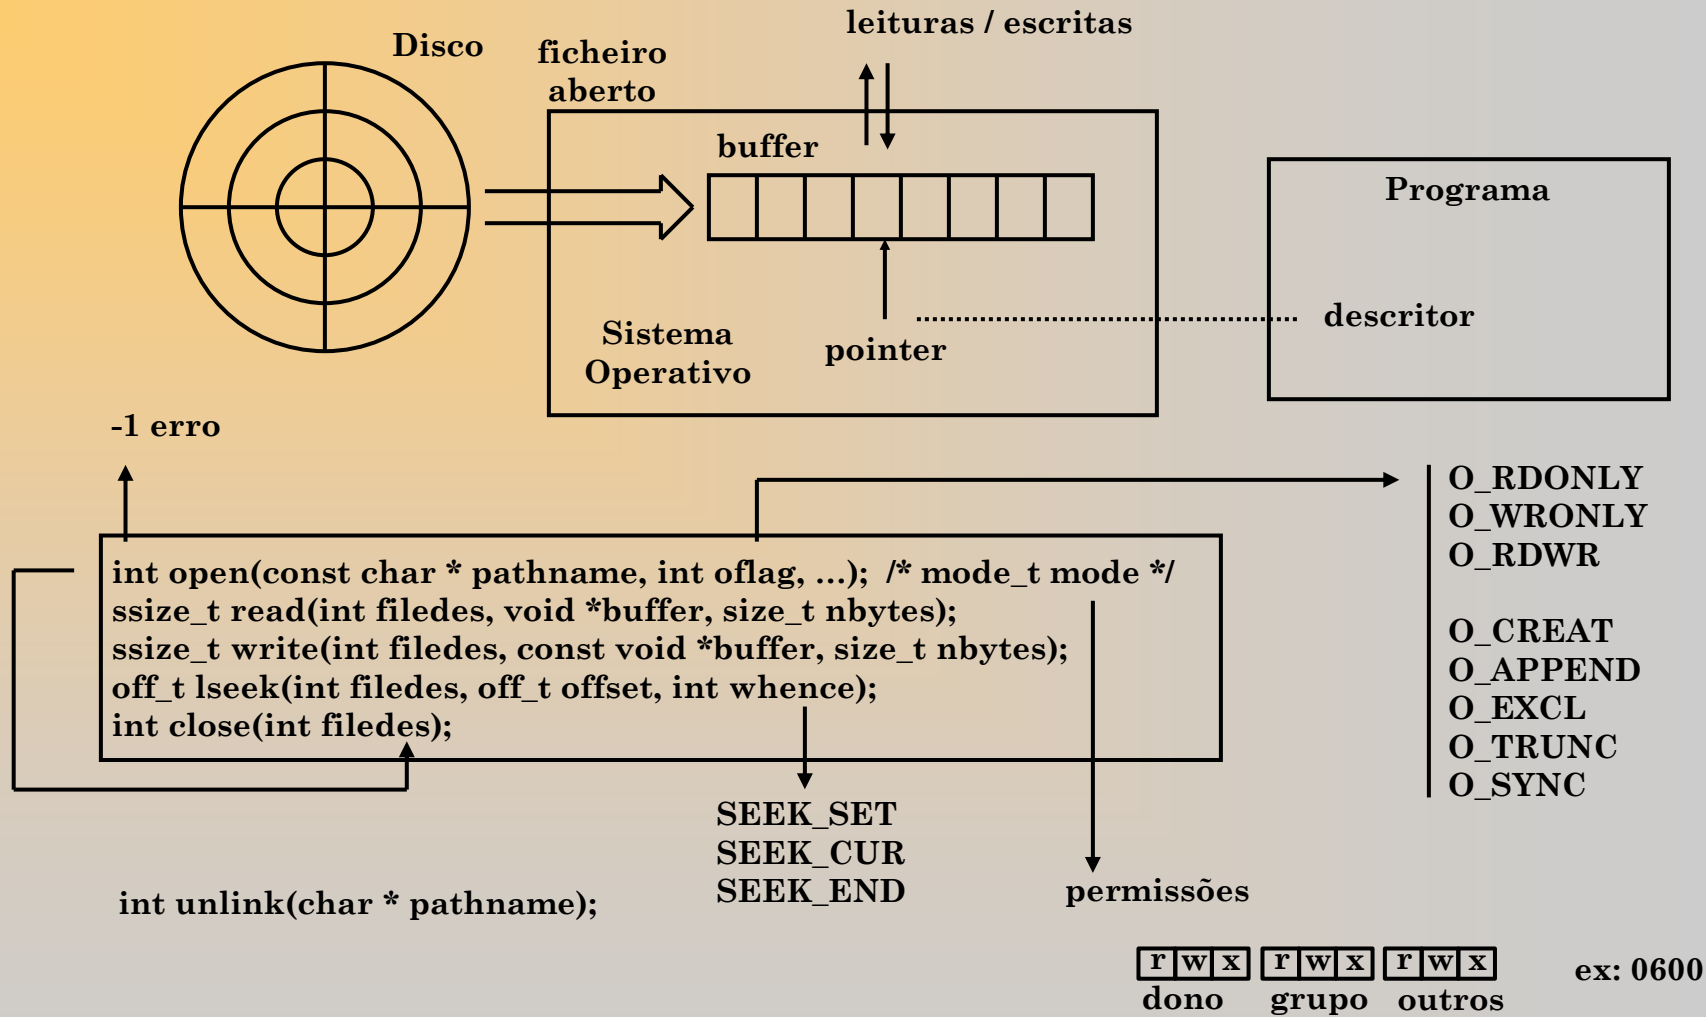 leituras / escritas
Disco
ficheiro
aberto
buffer
Programa
descritor
Sistema
Operativo
pointer
-1 erro
int open(const char * pathname, int oflag, ...); /* mode_t mode */
ssize_t read(int filedes, void *buffer, size_t nbytes);
ssize_t write(int filedes, const void *buffer, size_t nbytes);
off_t lseek(int filedes, off_t offset, int whence);
int close(int filedes);
O_RDONLY
O_WRONLY
O_RDWR
O_CREAT
O_APPEND
O_EXCL
O_TRUNC
O_SYNC
SEEK_SET
SEEK_CUR
SEEK_END
permissões
int unlink(char * pathname);
r w x r w x r w x
ex: 0600
dono grupo outros